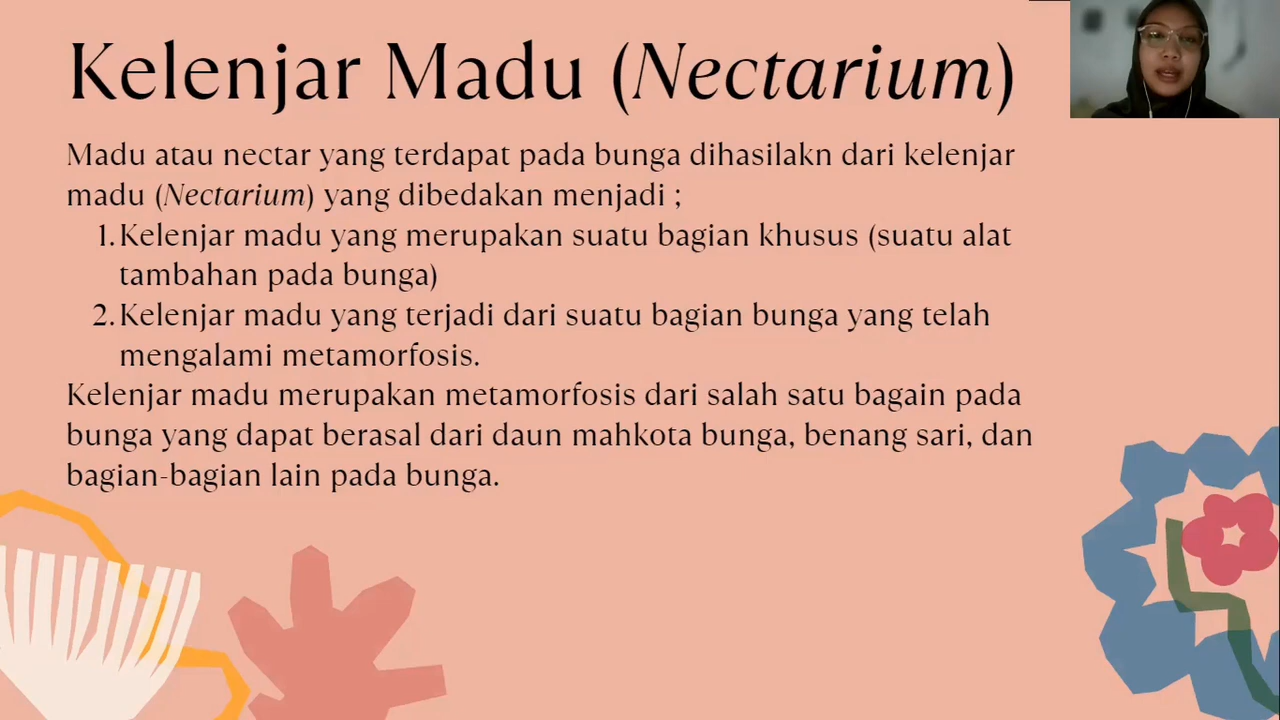 Kelenjar Madu (Nectarium)
Madu atau nectar yang terdapat pada bunga dihasilakn dari kelenjar
madu (Nectarium) yang dibedakan menjadi ;
1. Kelenjar madu yang merupakan suatu bagian khusus (suatu alat
tambahan pada bunga)
2. Kelenjar madu yang terjadi dari suatu bagian bunga yang telah
mengalami metamorfosis.
Kelenjar madu merupakan metamorfosis dari salah satu bagain pada
bunga yang dapat berasal dari daun mahkota bunga, benang sari, dan
bagian-bagian lain pada bunga.